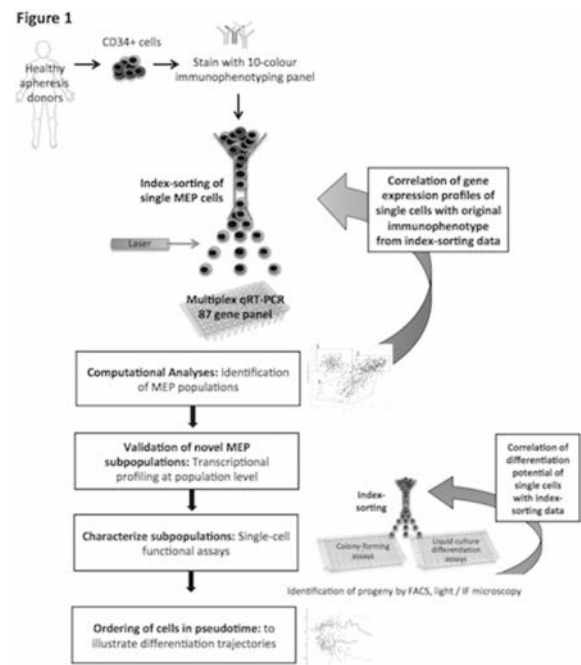 Figure 1
Healthy
apheresis
donors
CD34+ cells
Stain with 10-colour
immunophenotyping panel
Index-sorting of
single MEP cells
Laser
Multiplex qRT-PCR
87 gene panel
Correlation of gene
expression profiles of
single cells with original
immunophenotype
from index-sorting data
Computational Analyses: Identification
of MEP populations
Validation of novel MEP
subpopulations: Transcriptional
profiling at population level
Characterize subpopulations: Single-cell
functional assays
Ordering of cells in pseudotime: to
illustrate differentiation trajectories
Index-
sorting
Correlation of
differentiation
potential of
single cells
with index-
sorting data
Colony-forming
assays
Liquid culture
differentiation
assays
Identification of progeny by FACS, light / IF microscopy